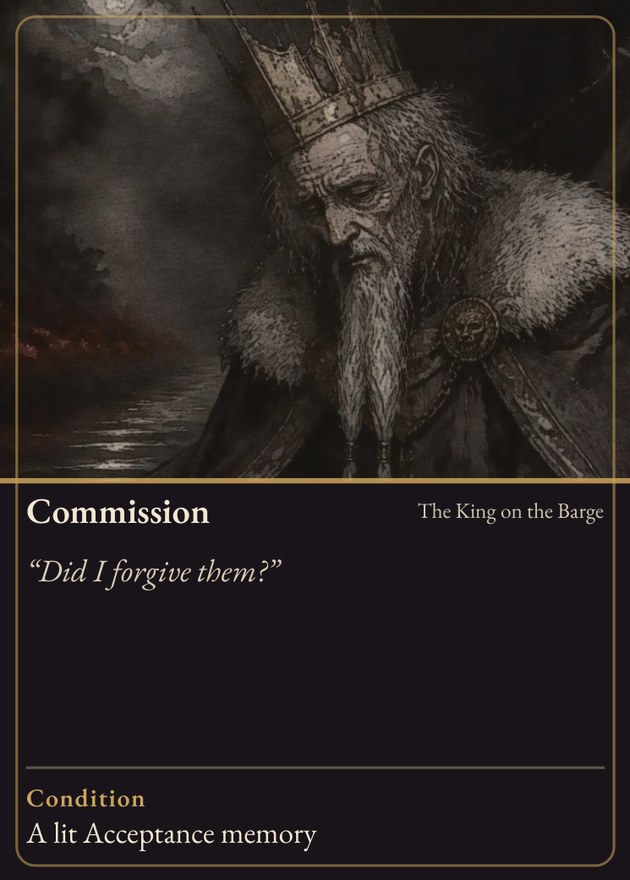 Commission
The King on the Barge
“Did I forgive them?”
Condition
A lit Acceptance memory